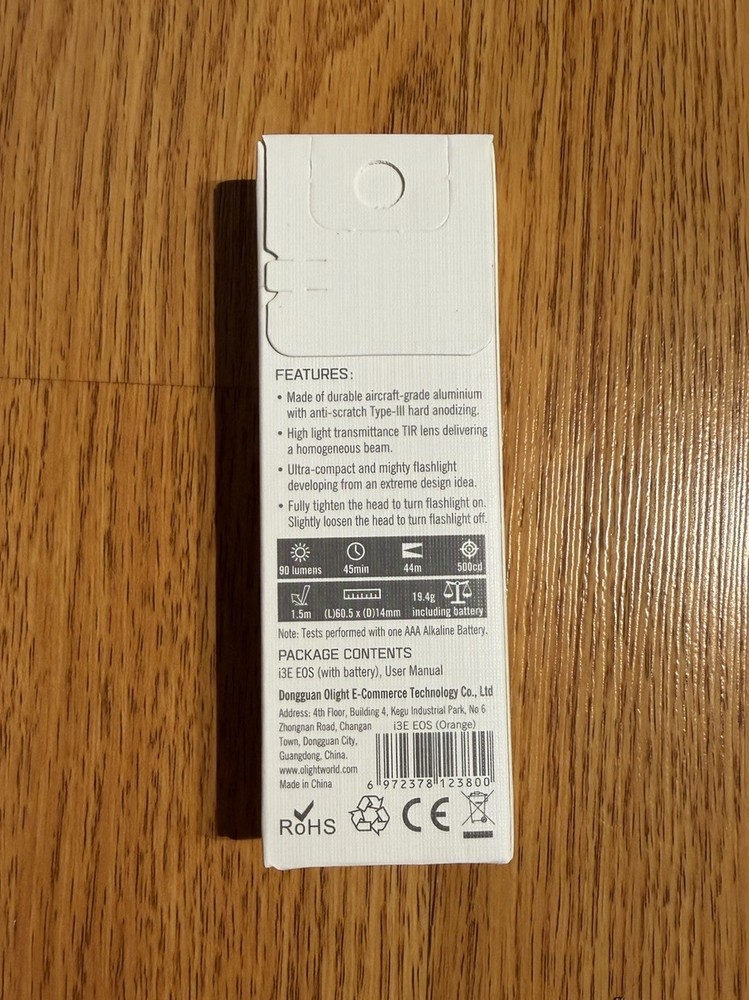 FEATURES:
• Made of durable aircraft-grade aluminium
with anti-scratch Type-III hard anodizing.
• High light transmittance TIR lens delivering
a homogeneous beam.
• Ultra-compact and mighty flashlight
developing from an extreme design idea.
• Fully tighten the head to turn flashlight on.
Slightly loosen the head to turn flashlight off.
90 lumens 45min 44m 500cd
1.5m (L)60.5 x (D)14mm 19.4g including battery
Note: Tests performed with one AAA Alkaline Battery.
PACKAGE CONTENTS
i3E EOS (with battery), User Manual
Dongguan Olight E-Commerce Technology Co., Ltd
Address: 4th Floor, Building 4, Kegu Industrial Park, No 6
Zhongnan Road, Changan
Town, Dongguan City,
Guangdong, China.
www.olightworld.com
Made in China
i3E EOS (Orange)
6 972378 123800
RoHS CE